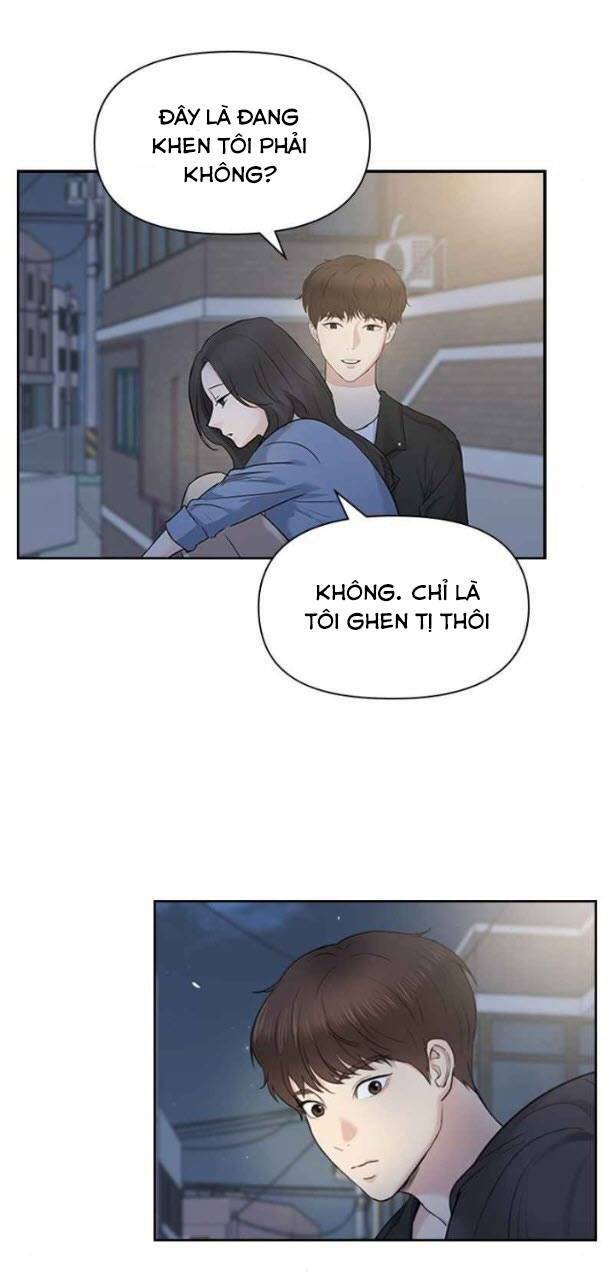 ĐÂY LÀ ĐANG
KHEN TÔI PHẢI
KHÔNG?
KHÔNG. CHỈ LÀ
TÔI GHEN TỊ THÔI